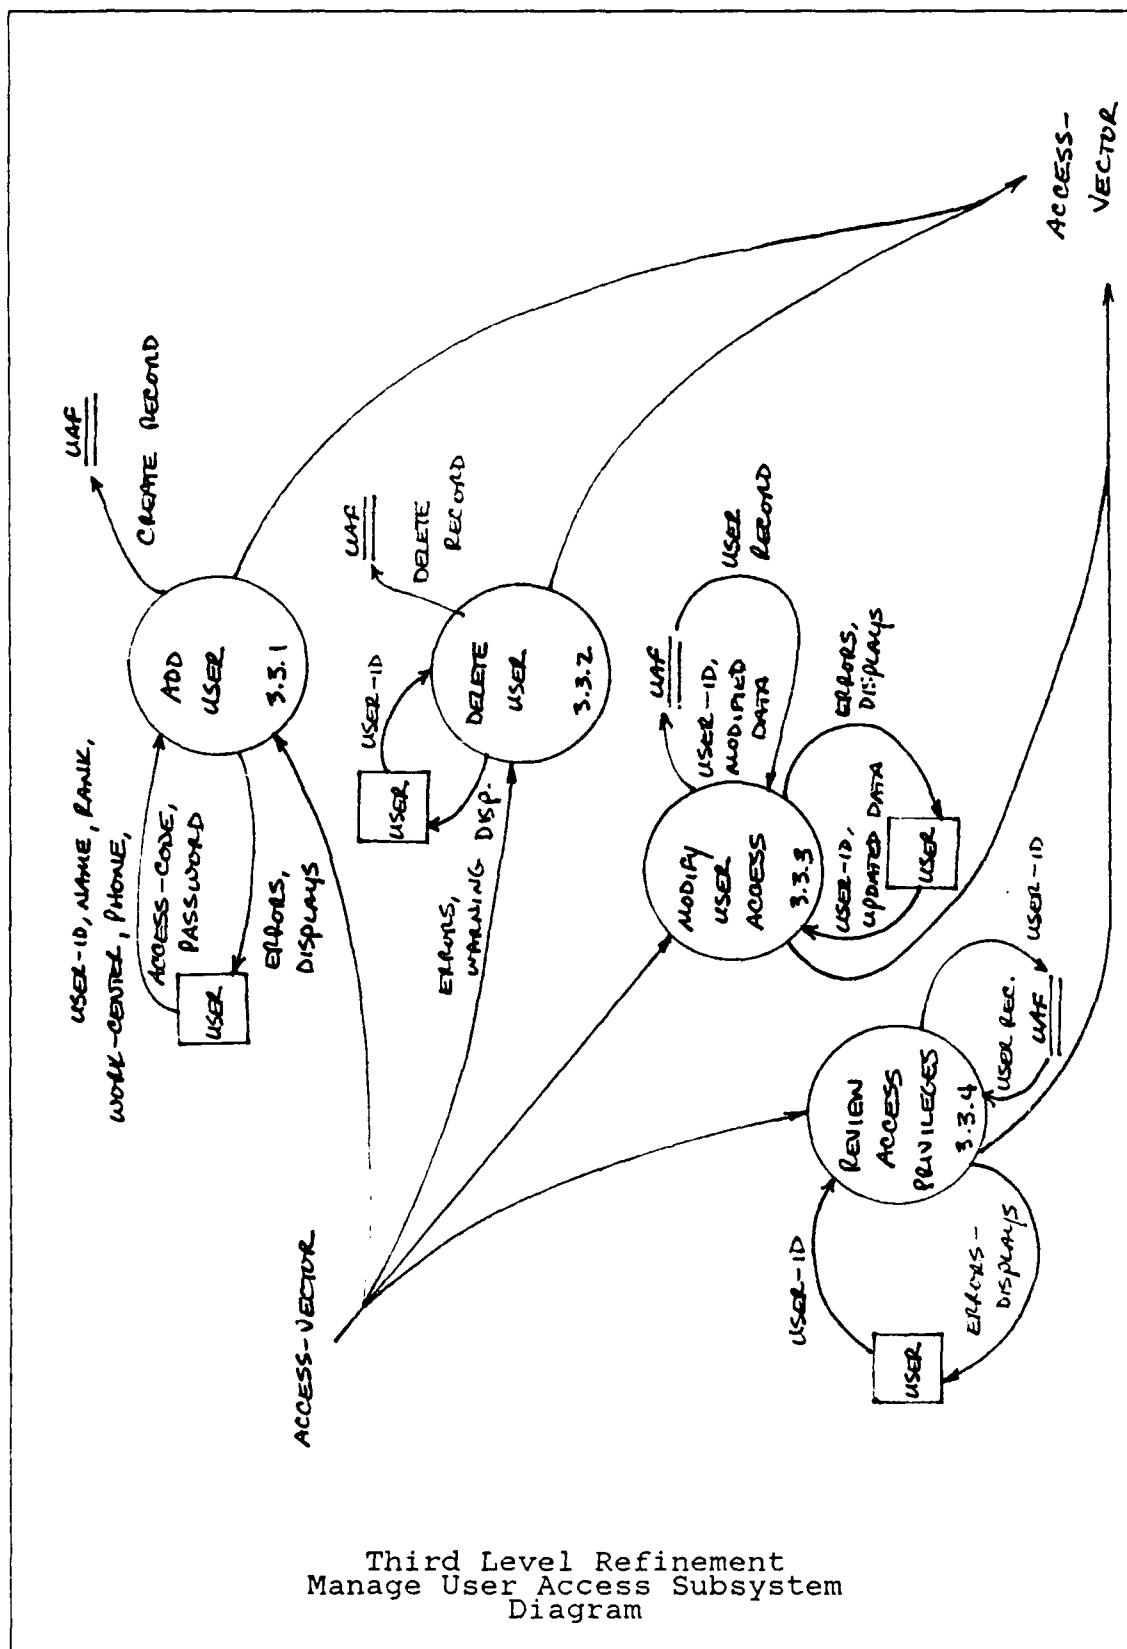 ACCESS-VECTOR
USER-ID, NAME, RANK,
WORK-CENTER, PHONE,
ACCESS-CODE,
PASSWORD
USER
ERRORS,
DISPLAYS
ADD
USER
3.3.1
UAF
CREATE RECORD
USER-ID
USER
ERRORS,
WARNING DISP.
DELETE
USER
3.3.2
UAF
DELETE
RECORD
MODIFY
USER
ACCESS
3.3.3
UAF
USER-ID,
MODIFIED
DATA
USER
RECORD
ERRORS,
DISPLAYS
USER-ID,
UPDATED DATA
USER
REVIEW
ACCESS
PRIVILEGES
3.3.4
USER-ID
USER REC.
UAF
USER-ID
USER
ERRORS-
DISPLAYS
ACCESS-
VECTOR
Third Level Refinement
Manage User Access Subsystem
Diagram